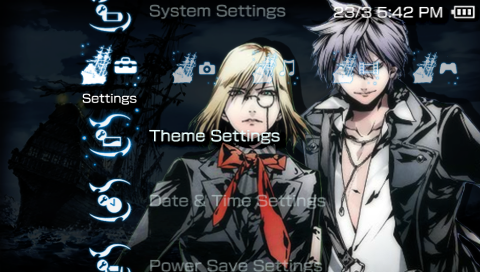 System Settings
23/3 5:42 PM
Settings
Theme Settings
Date & Time Settings
Power Save Settings